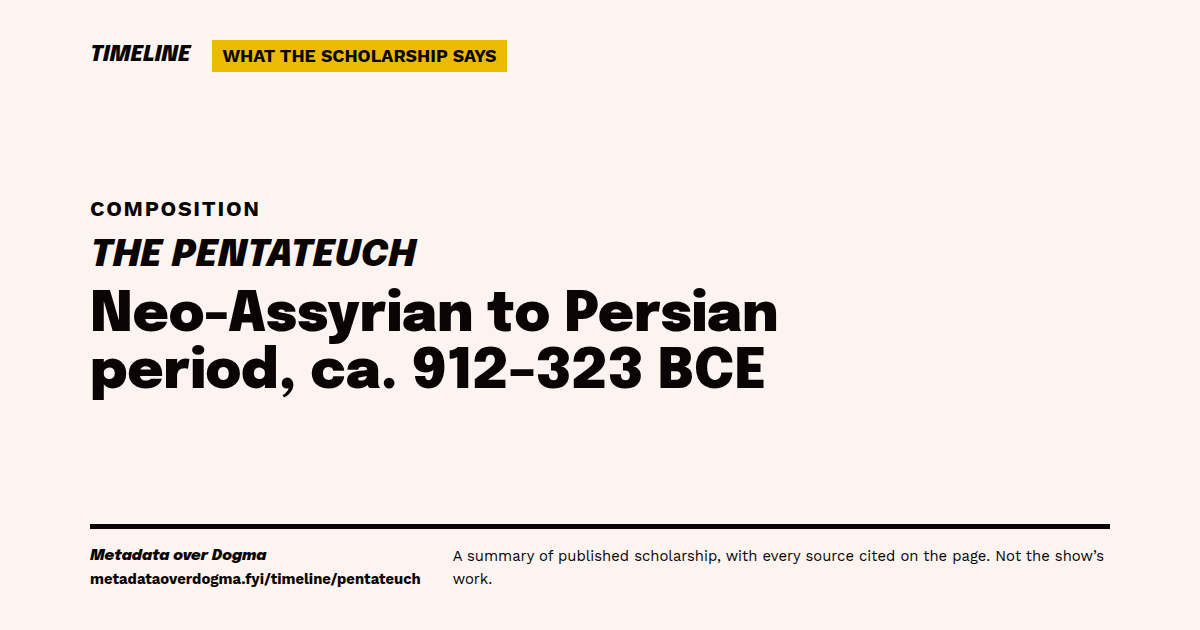 TIMELINE
WHAT THE SCHOLARSHIP SAYS
COMPOSITION
THE PENTATEUCH
Neo-Assyrian to Persian
period, ca. 912–323 BCE
Metadata over Dogma
metadataoverdogma.fyi/timeline/pentateuch
A summary of published scholarship, with every source cited on the page. Not the show’s
work.